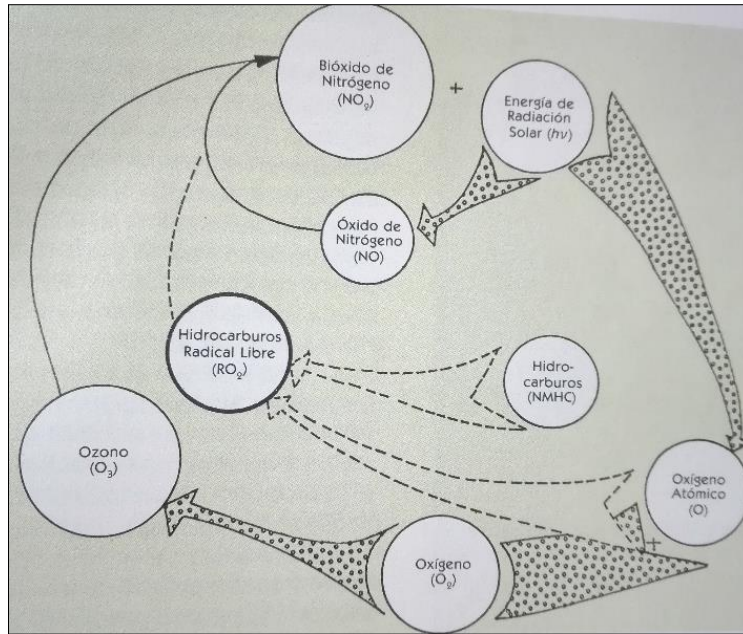 Bióxido de
Nitrógeno
(NO₂)
+
Energía de
Radiación
Solar (hν)
Óxido de
Nitrógeno
(NO)
Hidrocarburos
Radical Libre
(RO₂)
Hidro-
carburos
(NMHC)
Ozono
(O₃)
Oxígeno
Atómico
(O)
+
Oxígeno
(O₂)